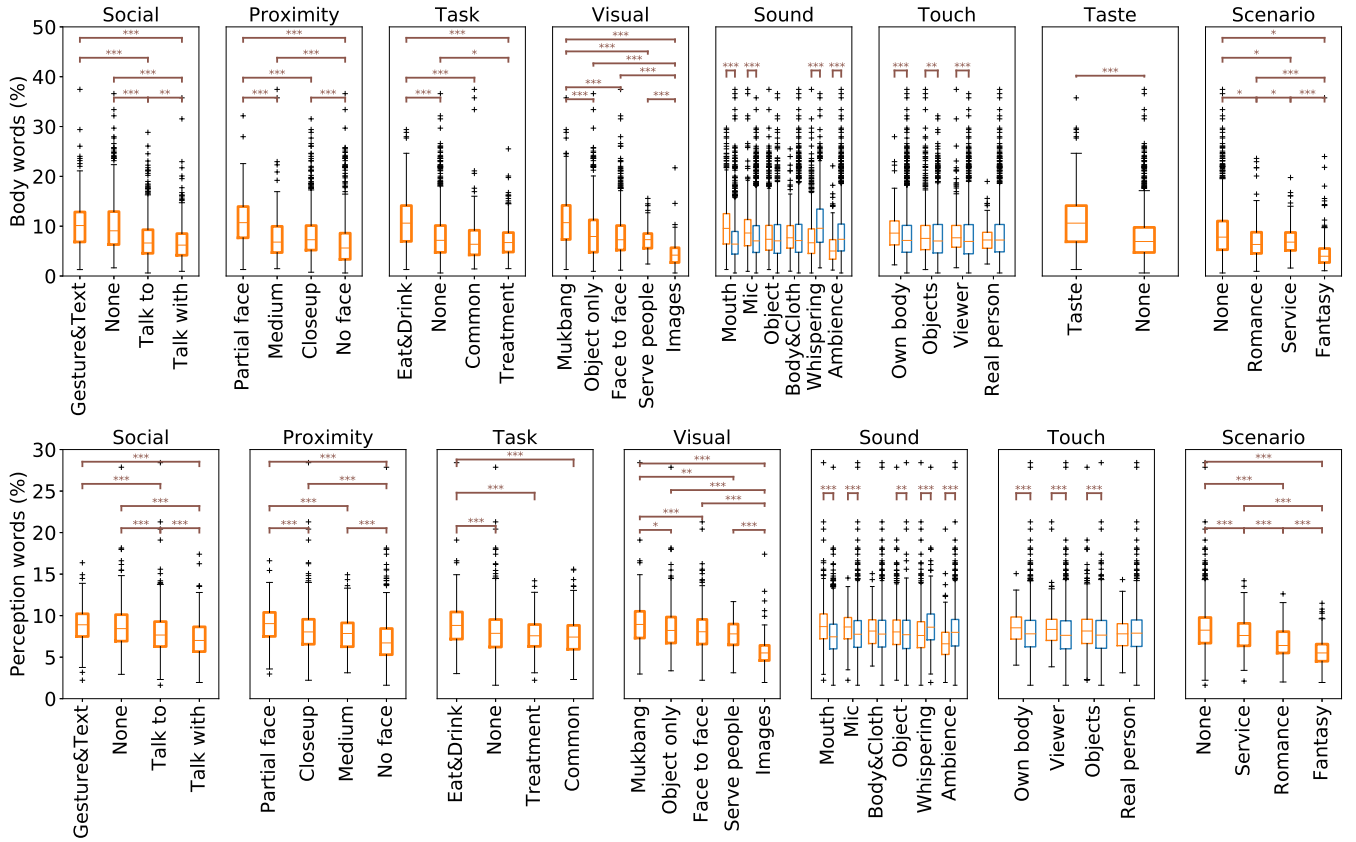 Social Proximity Task Visual Sound Touch Taste Scenario
Body words (%)
50
40
30
20
10
0
*** *** *** *** *** *** *** *** *
*** *** * *** *** *** *** *** *** ** *** *
*** *** *** *** *** ***
*** ** *** *** *** *** *** * * ***
Gesture&Text None Talk to Talk with
Partial face Medium Closeup No face
Eat&Drink None Common Treatment
Mukbang Object only Face to face Serve people Images
Mouth Mic Object Body&Cloth Whispering Ambience
Own body Objects Viewer Real person
Taste None
None Romance Service Fantasy
Social Proximity Task Visual Sound Touch Scenario
Perception words (%)
30
25
20
15
10
5
0
*** *** *** *** ***
*** *** *** ** *** *** *** ** *** *** *** *** *** ***
*** *** *** *** ***
*** *** *** *** *** * *** *** *** *** ***
Gesture&Text None Talk to Talk with
Partial face Closeup Medium No face
Eat&Drink None Treatment Common
Mukbang Object only Face to face Serve people Images
Mouth Mic Body&Cloth Object Whispering Ambience
Own body Viewer Objects Real person
None Service Romance Fantasy